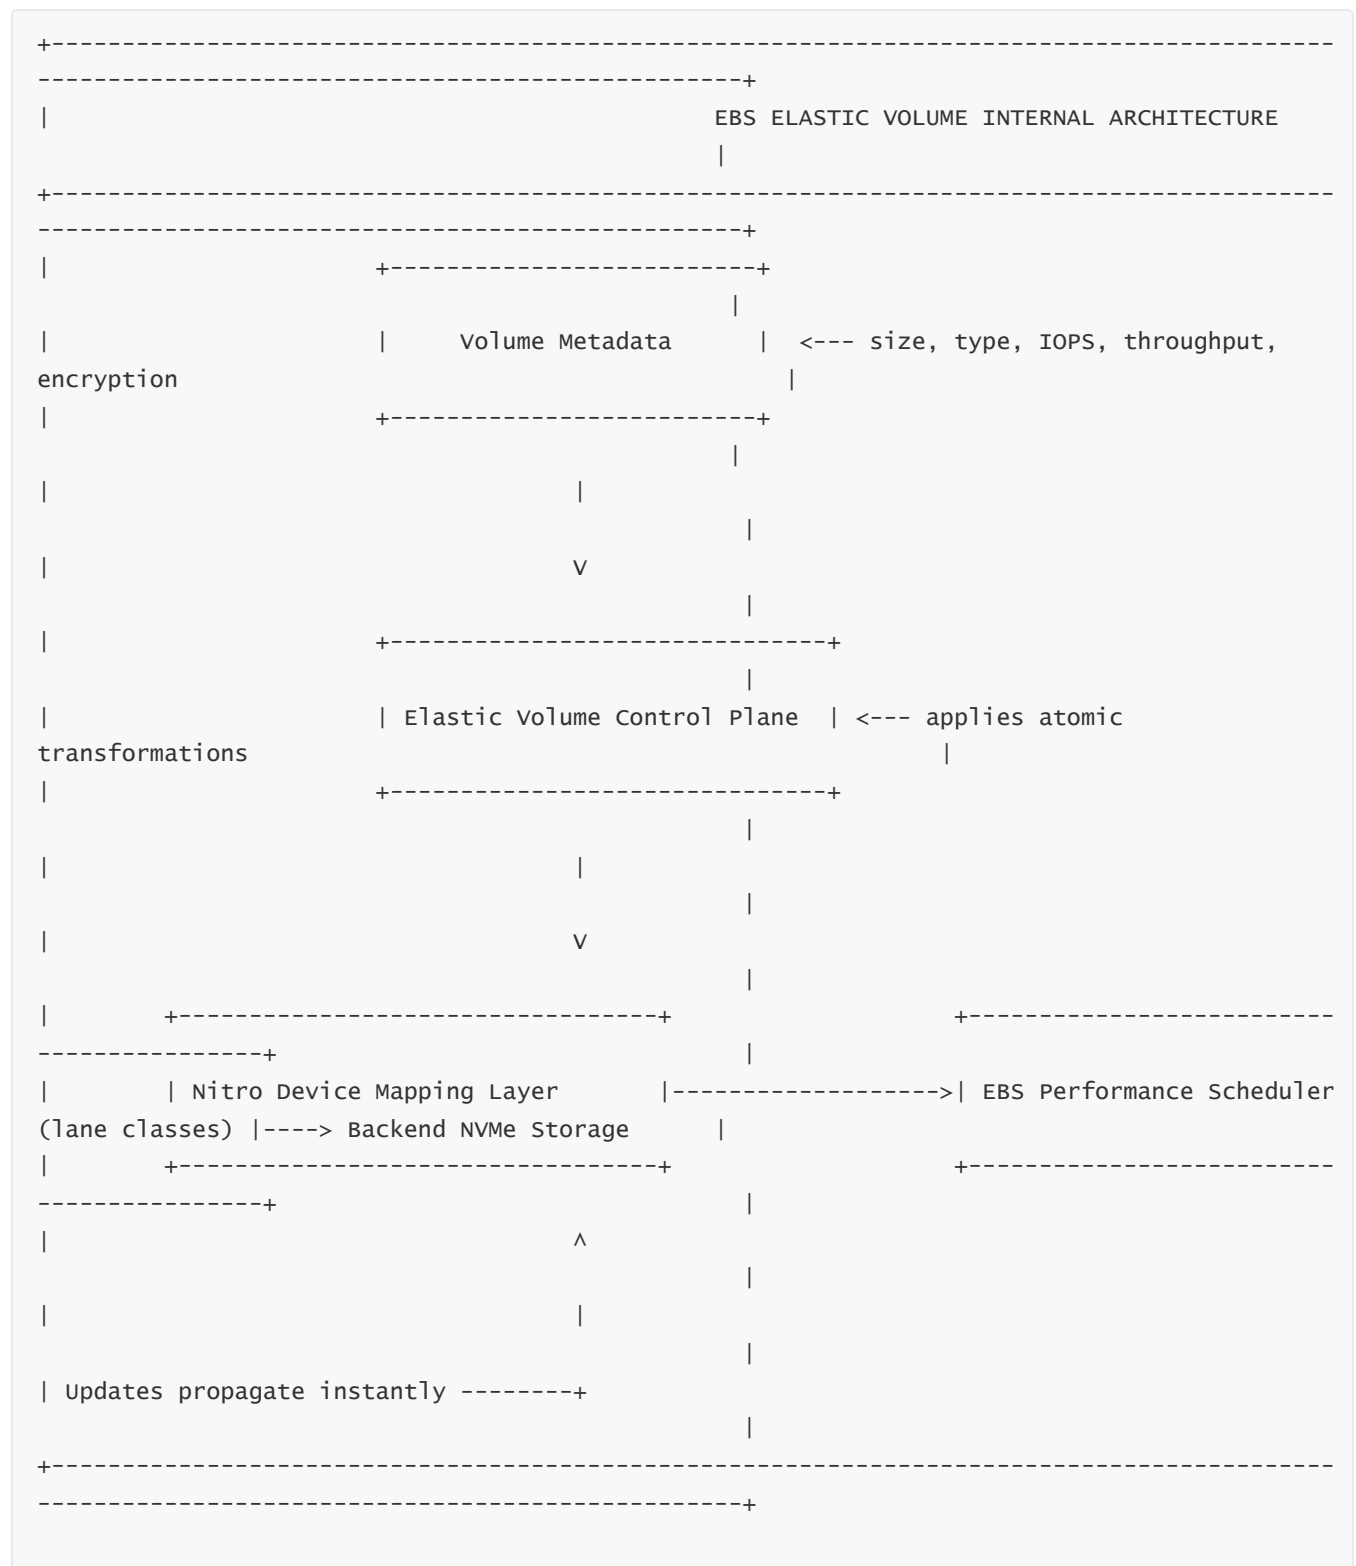 +-------------------------------------------------------------------------------------------
--------------------------------------------------+
|                                               EBS ELASTIC VOLUME INTERNAL ARCHITECTURE
                                                |
+-------------------------------------------------------------------------------------------
--------------------------------------------------+
|                       +--------------------------+
                                                 |
|                       |     Volume Metadata      |  <--- size, type, IOPS, throughput,
encryption                                           |
|                       +--------------------------+
                                                 |
|                                     |
                                                  |
|                                     V
                                                  |
|                       +-------------------------------+
                                                  |
|                       | Elastic Volume Control Plane  | <--- applies atomic
transformations                                                 |
|                       +-------------------------------+
                                                  |
|                                     |
                                                  |
|                                     V
                                                  |
|        +----------------------------------+                    +--------------------------
----------------+                                 |
|        | Nitro Device Mapping Layer       |------------------->| EBS Performance Scheduler
(lane classes) |----> Backend NVMe Storage      |
|        +----------------------------------+                    +--------------------------
----------------+                                 |
|                                     ^
                                                  |
|                                     |
                                                  |
| Updates propagate instantly --------+
                                                  |
+-------------------------------------------------------------------------------------------
--------------------------------------------------+